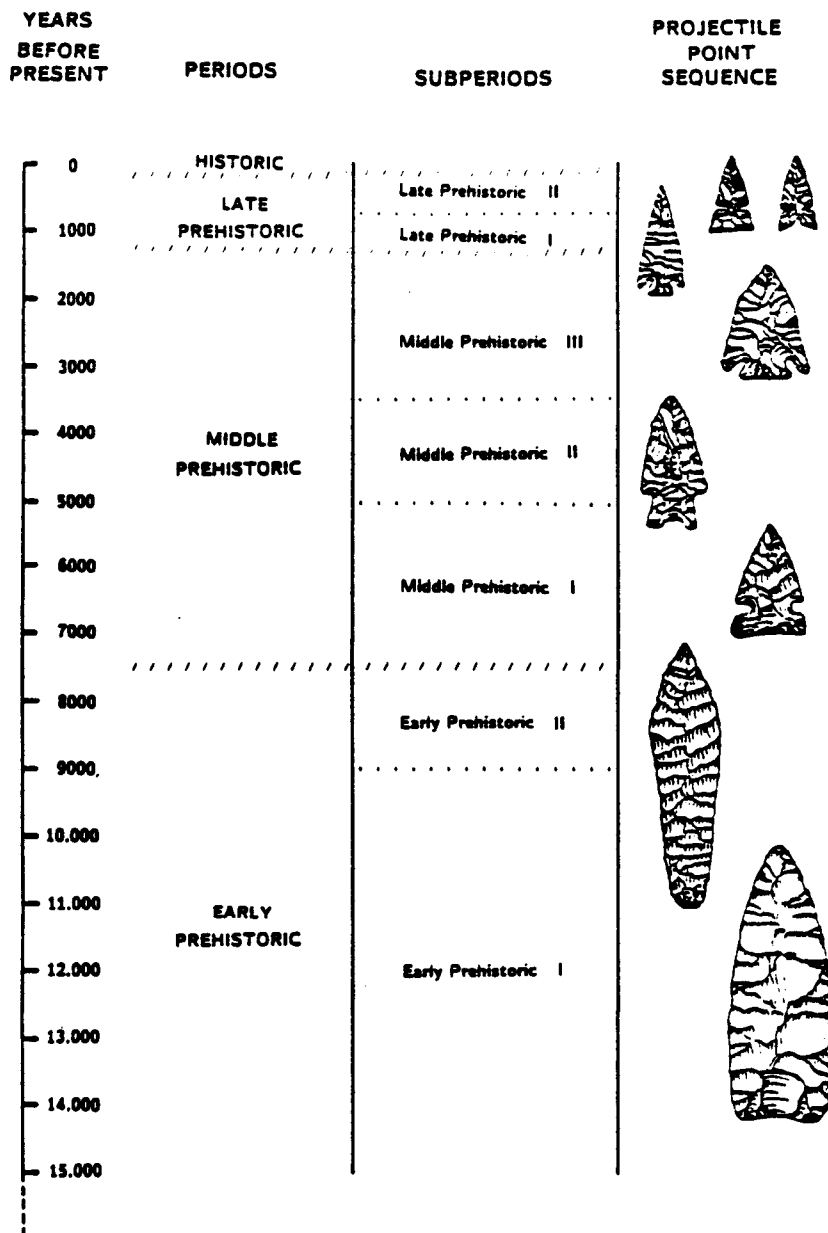 YEARS
BEFORE
PRESENT
PERIODS
SUBPERIODS
PROJECTILE
POINT
SEQUENCE
0
1000
2000
3000
4000
5000
6000
7000
8000
9000.
10.000
11.000
12.000
13.000
14.000
15.000
HISTORIC
LATE
PREHISTORIC
MIDDLE
PREHISTORIC
EARLY
PREHISTORIC
Late Prehistoric II
Late Prehistoric I
Middle Prehistoric III
Middle Prehistoric II
Middle Prehistoric I
Early Prehistoric II
Early Prehistoric I